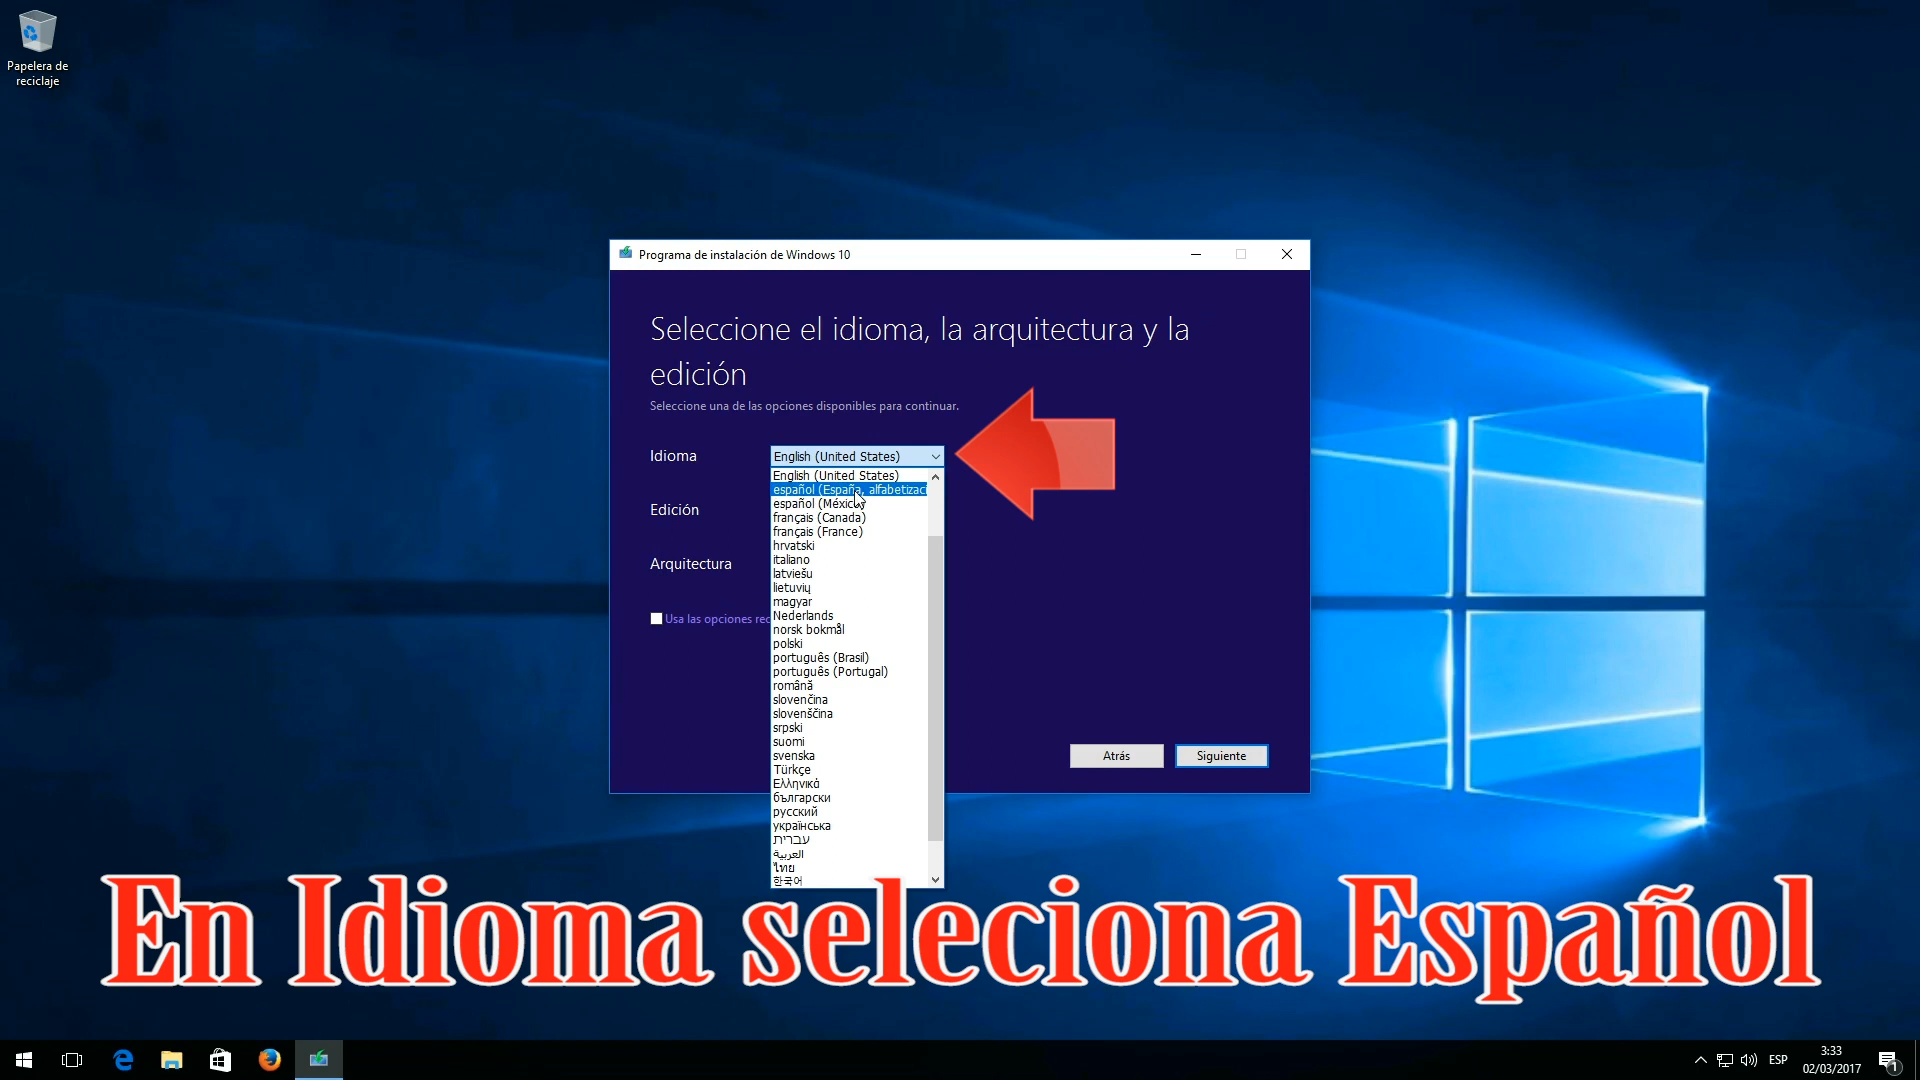 Papelera de
reciclaje
Programa de instalación de Windows 10
Seleccione el idioma, la arquitectura y la
edición
Seleccione una de las opciones disponibles para continuar.
Idioma
English (United States)
English (United States)
español (España, alfabetizaci
español (México)
français (Canada)
français (France)
hrvatski
italiano
latviešu
lietuvių
magyar
Nederlands
norsk bokmål
polski
português (Brasil)
português (Portugal)
română
slovenčina
slovenščina
srpski
suomi
svenska
Türkçe
Ελληνικά
български
русский
українська
עברית
العربية
ไทย
한국어
Edición
Arquitectura
Usa las opciones rec
Atrás
Siguiente
En Idioma seleciona Español
ESP
3:33
02/03/2017
1